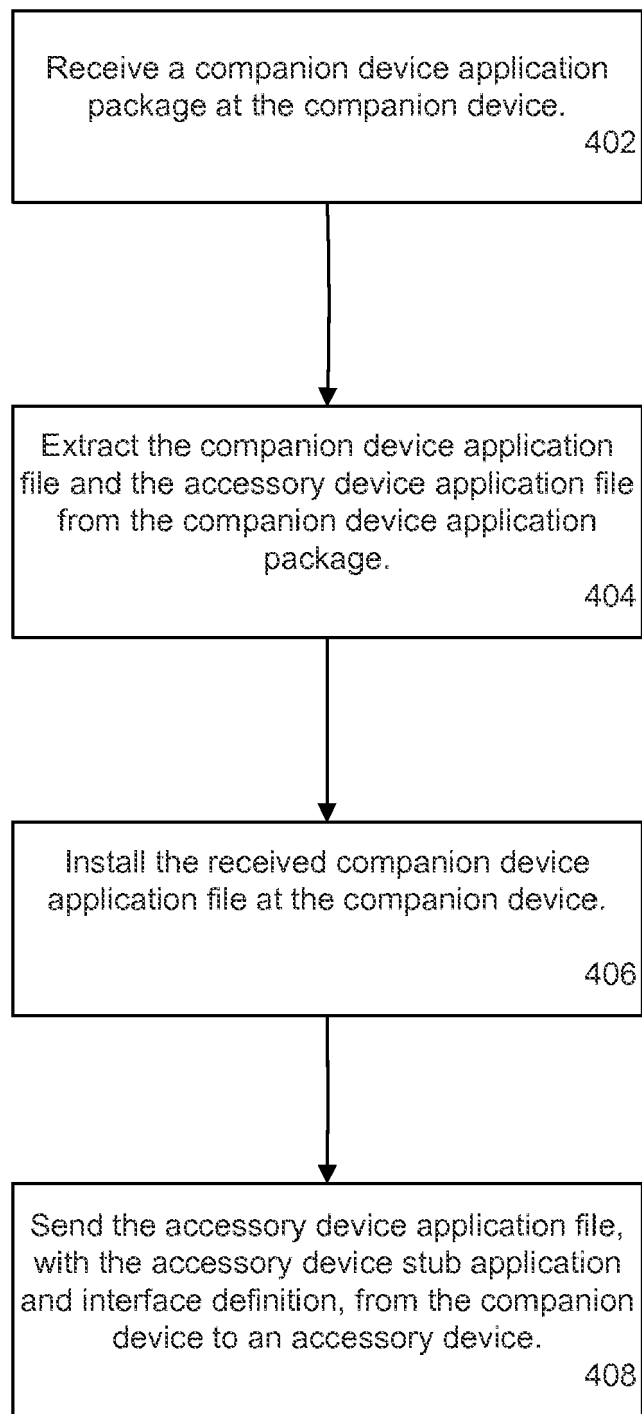 Receive a companion device application
package at the companion device.
402
Extract the companion device application
file and the accessory device application file
from the companion device application
package.
404
Install the received companion device
application file at the companion device.
406
Send the accessory device application file,
with the accessory device stub application
and interface definition, from the companion
device to an accessory device.
408